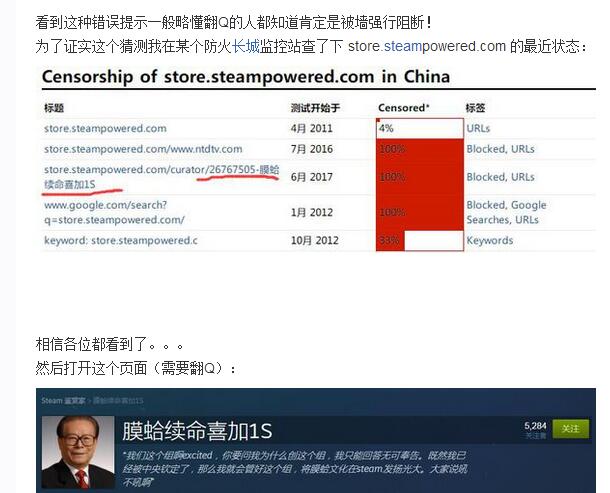 看到这种错误提示一般略懂翻Q的人都知道肯定是被墙强行阻断！
为了证实这个猜测我在某个防火长城监控站查了下 store.steampowered.com 的最近状态：
Censorship of store.steampowered.com in China
标题 测试开始于 Censored* 标签
store.steampowered.com 4月 2011 4% URLs
store.steampowered.com/www.ntdtv.com 7月 2016 100% Blocked, URLs
store.steampowered.com/curator/26767505-膜蛤
续命喜加1S 6月 2017 100% Blocked, URLs
www.google.com/search?
q=store.steampowered.com/ 1月 2012 100% Blocked, Google
Searches, URLs
keyword: store.steampowered.c 10月 2012 33% Keywords
相信各位都看到了。。。
然后打开这个页面（需要翻Q）：
Steam 鉴赏家 > 膜蛤续命喜加1S
膜蛤续命喜加1S
5,284
关注者
关注
"我们这个组啊excited，你要问我为什么创这个组，我只能回答无可奉告。既然我已
经被中央钦定了，那么我就会管好这个组，将膜蛤文化在steam发扬光大。大家说吼
不吼啊"